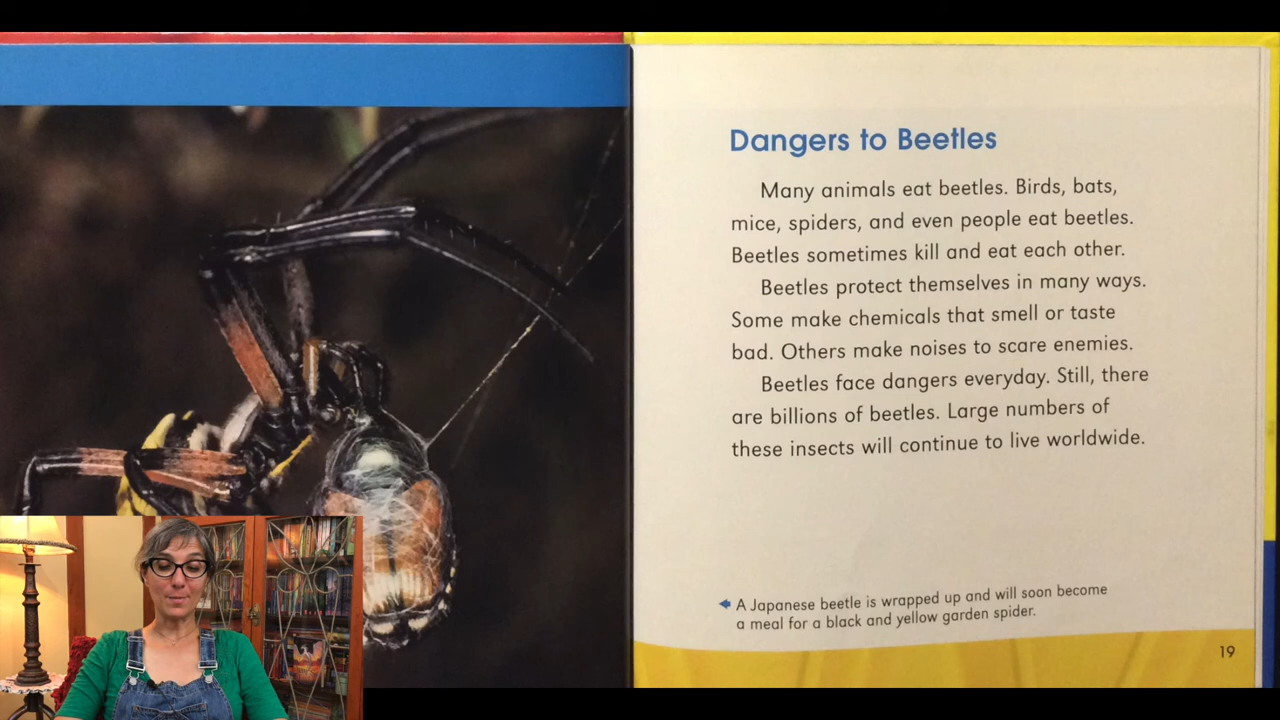 Dangers to Beetles
Many animals eat beetles. Birds, bats,
mice, spiders, and even people eat beetles.
Beetles sometimes kill and eat each other.
Beetles protect themselves in many ways.
Some make chemicals that smell or taste
bad. Others make noises to scare enemies.
Beetles face dangers everyday. Still, there
are billions of beetles. Large numbers of
these insects will continue to live worldwide.
A Japanese beetle is wrapped up and will soon become
a meal for a black and yellow garden spider.
19